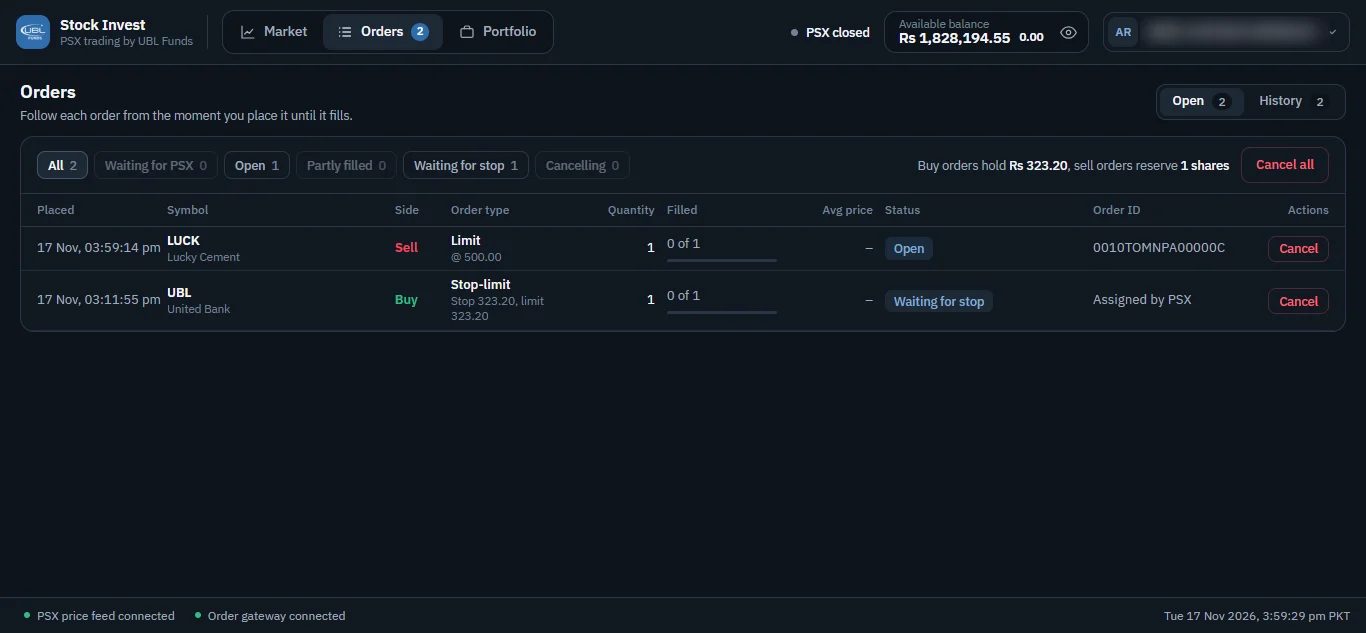 UBL
FUNDS
Stock Invest
PSX trading by UBL Funds
Market
Orders 2
Portfolio
PSX closed
Available balance
Rs 1,828,194.55 0.00
AR
Orders
Follow each order from the moment you place it until it fills.
Open 2
History 2
All 2
Waiting for PSX 0
Open 1
Partly filled 0
Waiting for stop 1
Cancelling 0
Buy orders hold Rs 323.20, sell orders reserve 1 shares
Cancel all
Placed Symbol Side Order type Quantity Filled Avg price Status Order ID Actions
17 Nov, 03:59:14 pm LUCK Sell Limit 1 0 of 1 – Open 0010TOMNPA00000C Cancel
Lucky Cement @ 500.00
17 Nov, 03:11:55 pm UBL Buy Stop-limit 1 0 of 1 – Waiting for stop Assigned by PSX Cancel
United Bank Stop 323.20, limit
323.20
PSX price feed connected
Order gateway connected
Tue 17 Nov 2026, 3:59:29 pm PKT